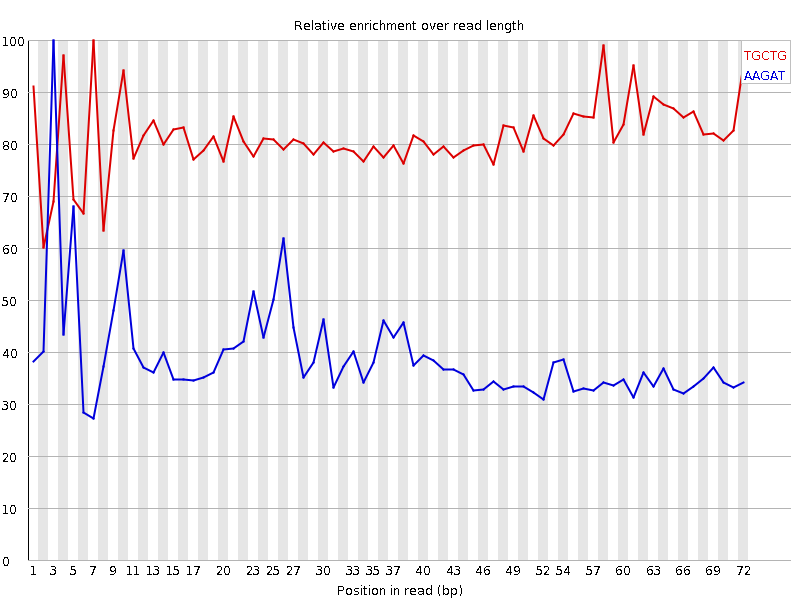 Relative enrichment over read length
100
90
80
70
60
50
40
30
20
10
0
TGCTG
AAGAT
1 3 5 7 9 11 13 15 17 20 23 25 27 30 33 35 37 40 43 46 49 52 54 57 60 63 66 69 72
Position in read (bp)